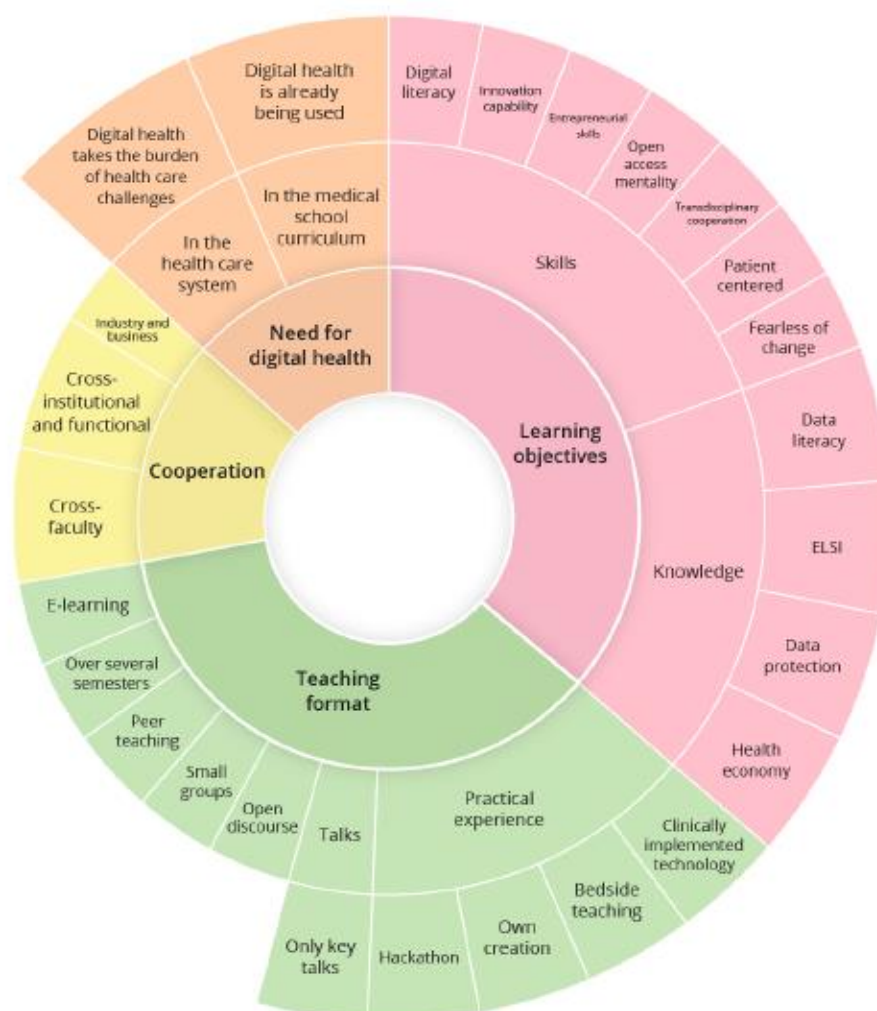 Digital health
is already
being used
Digital health
takes the burden
of health care
challenges
In the medical
school
curriculum
In the
health care
system
Need for
digital health
Digital
literacy
Innovation
capability
Entrepreneurial
skills
Open
access
mentality
Transdisciplinary
cooperation
Patient
centered
Fearless of
change
Skills
Learning
objectives
Knowledge
Data
literacy
ELSI
Data
protection
Health
economy
Industry and
business
Cross-
institutional
and functional
Cross-
faculty
Cooperation
Teaching
format
E-learning
Over several
semesters
Peer
teaching
Small
groups
Open
discourse
Talks
Practical
experience
Only key
talks
Hackathon
Own
creation
Bedside
teaching
Clinically
implemented
technology